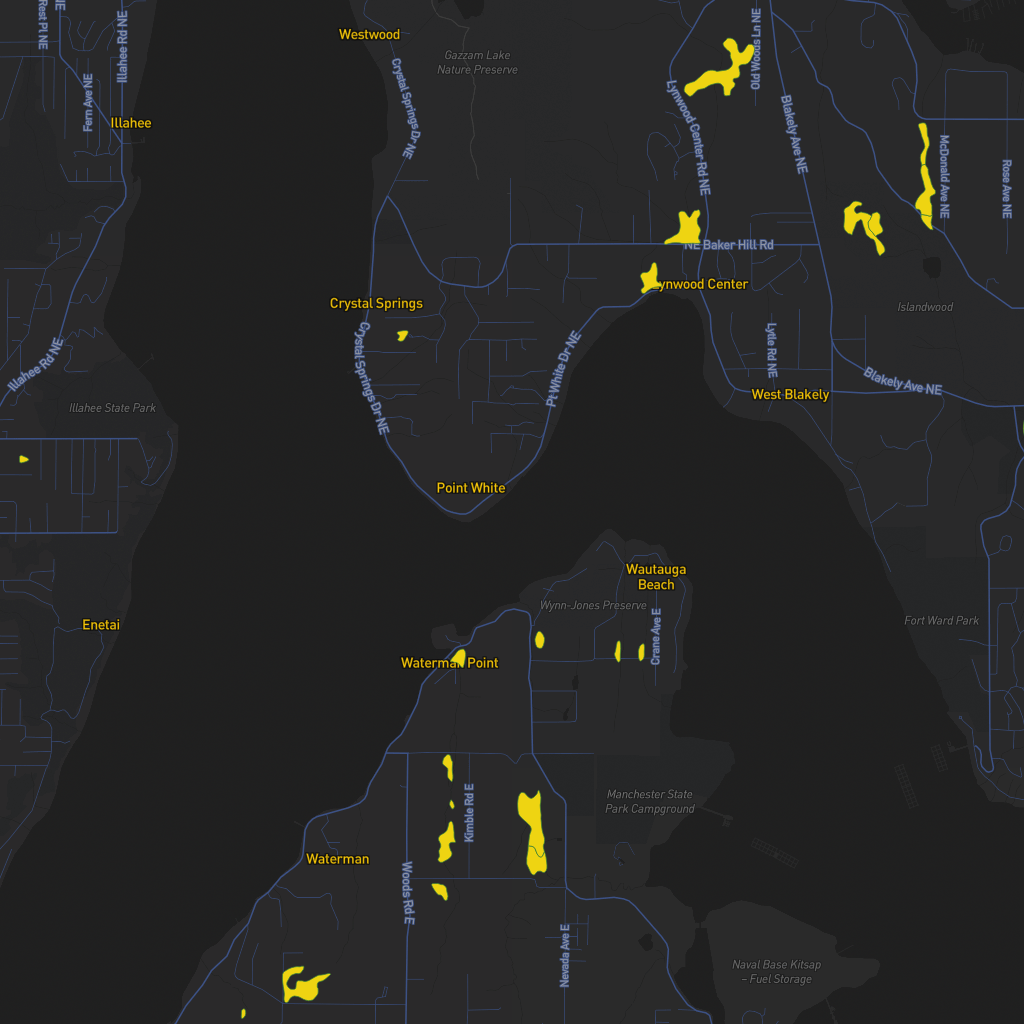 Rest Pl NE
NE
Illahee Rd NE
Old Woods Ln NE
Westwood
Gazzam Lake
Nature Preserve
Crystal Springs Dr NE
Fern Ave NE
Illahee
Lynwood Center Rd NE
Blakely Ave NE
McDonald Ave NE
Rose Ave NE
NE Baker Hill Rd
Lynwood Center
Crystal Springs
Islandwood
Illahee Rd NE
Crystal Springs Dr NE
Pt White Dr NE
Lytle Rd NE
Blakely Ave NE
West Blakely
Illahee State Park
Point White
Wautauga
Beach
Wynn-Jones Preserve
Crane Ave E
Enetai
Fort Ward Park
Waterman Point
Manchester State
Park Campground
Kimble Rd E
Waterman
Woods Rd E
Nevada Ave E
Naval Base Kitsap
– Fuel Storage